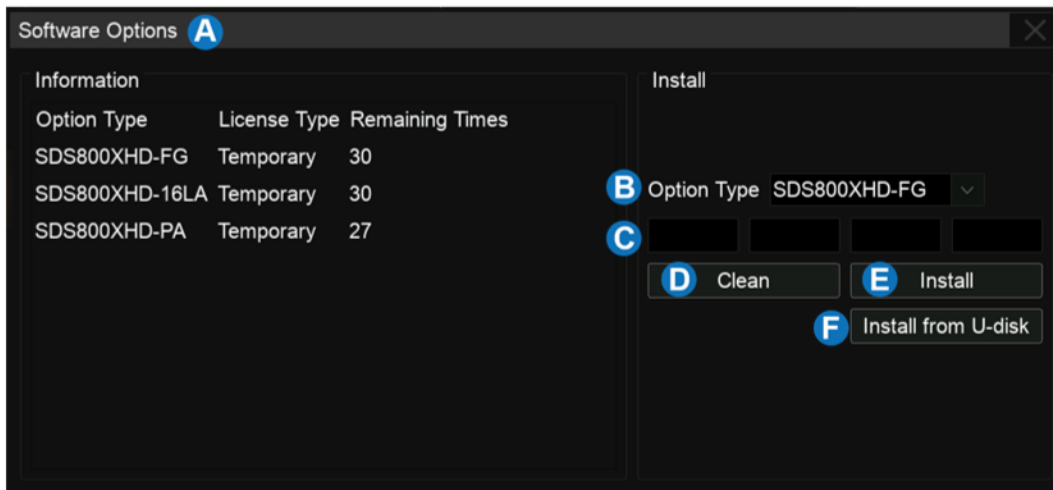 Software Options A
Information
Option Type License Type Remaining Times
SDS800XHD-FG Temporary 30
SDS800XHD-16LA Temporary 30
SDS800XHD-PA Temporary 27
Install
B Option Type SDS800XHD-FG
C
D Clean E Install
F Install from U-disk